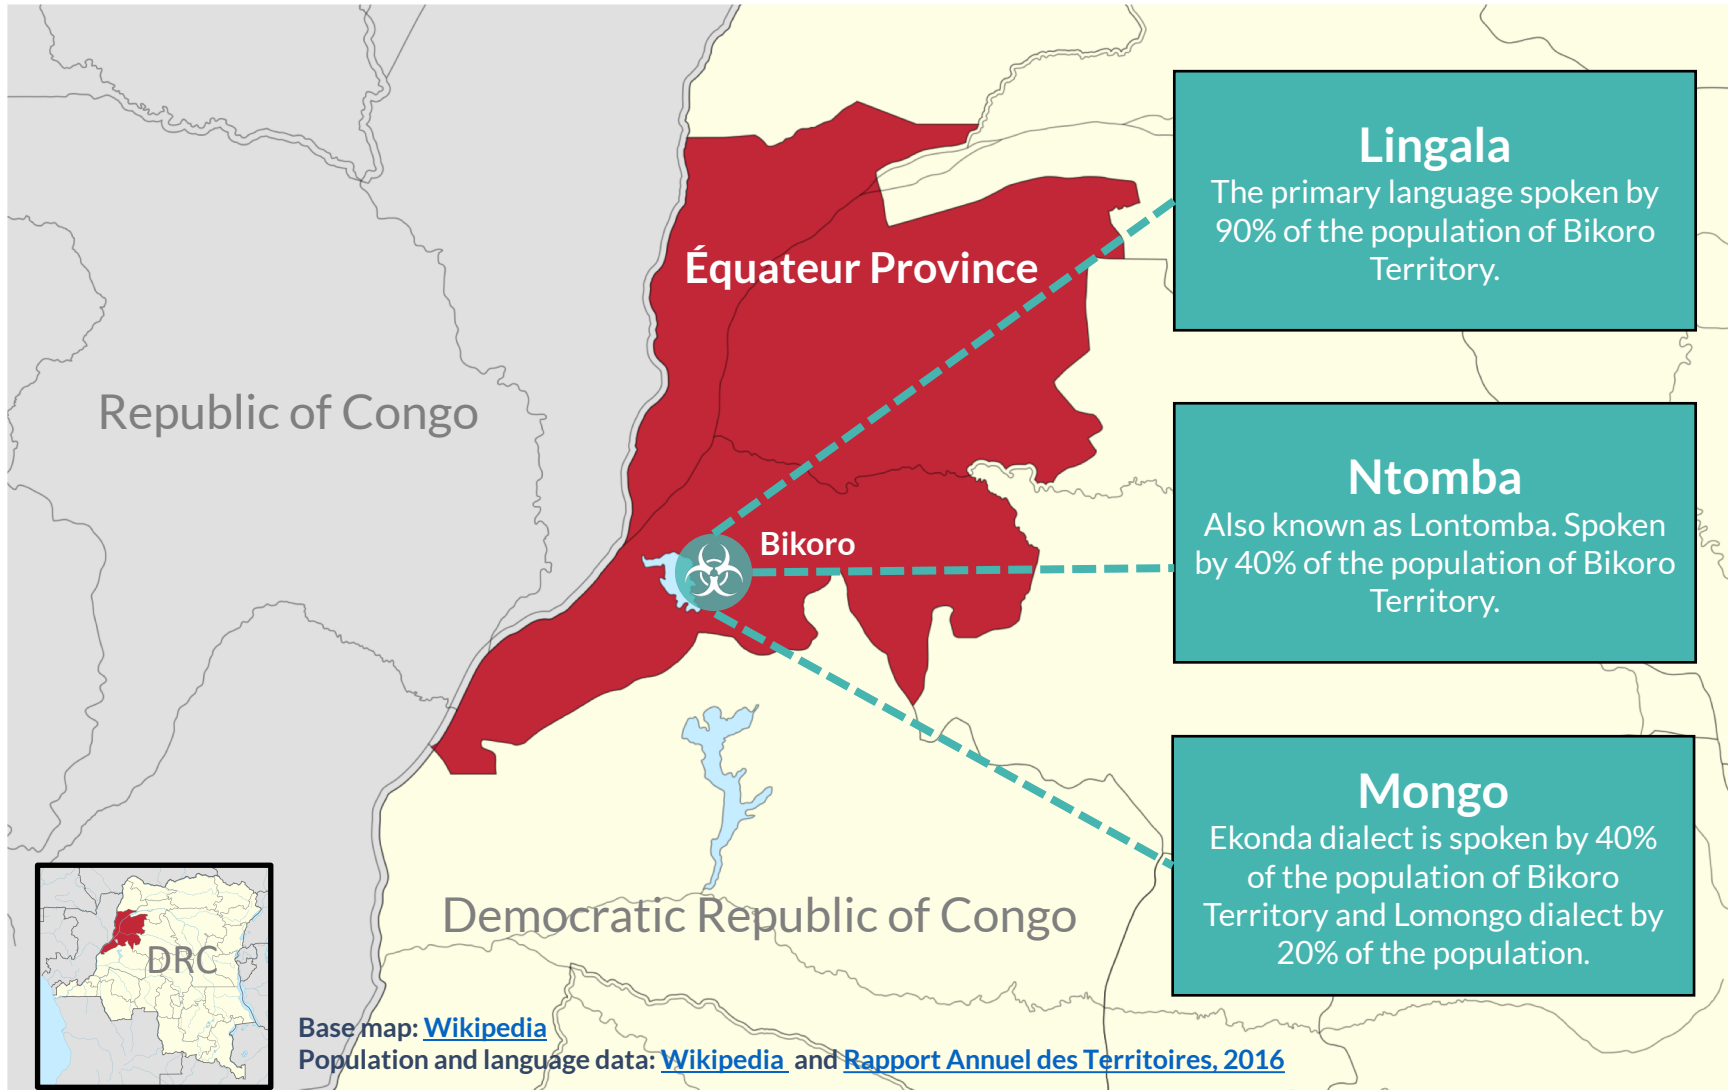 Lingala
The primary language spoken by
90% of the population of Bikoro
Territory.
Équateur Province
Republic of Congo
Ntomba
Also known as Lontomba. Spoken
by 40% of the population of Bikoro
Territory.
Bikoro
Mongo
Ekonda dialect is spoken by 40%
of the population of Bikoro
Territory and Lomongo dialect by
20% of the population.
Democratic Republic of Congo
DRC
Base map: Wikipedia
Population and language data: Wikipedia and Rapport Annuel des Territoires, 2016